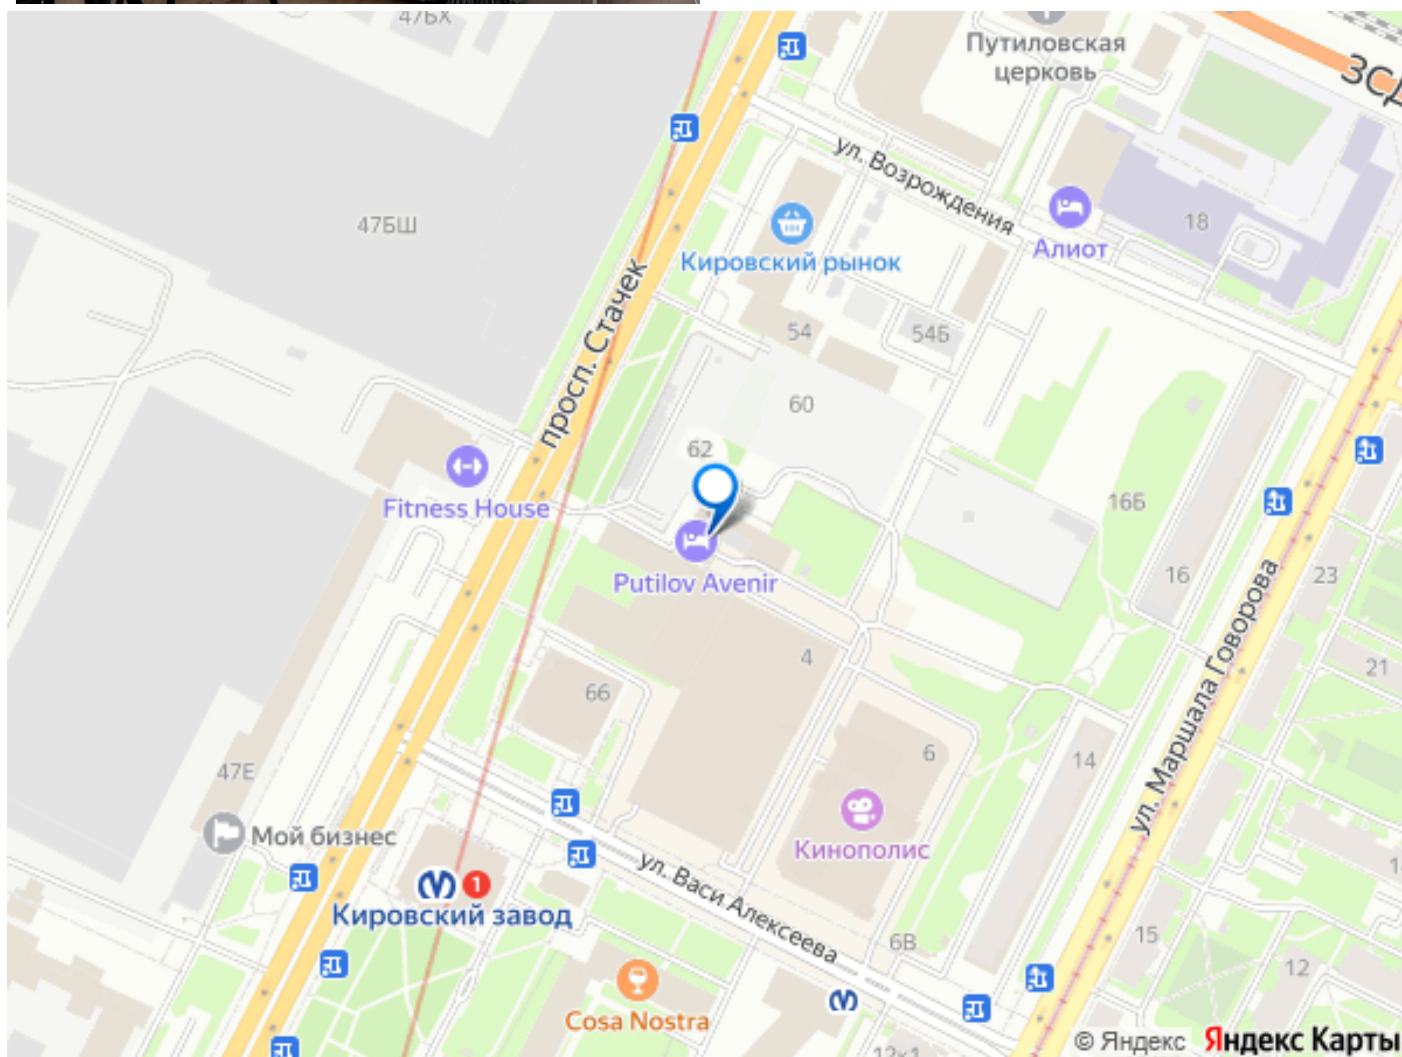 47БХ
Путиловская
церковь
ЗСД
ул. Возрождения
47БШ
18
Алиот
Кировский рынок
просп. Стачек
54
54Б
60
62
Fitness House
16Б
Putilov Avenir
16
23
4
21
66
ул. Маршала Говорова
6
14
47Е
Мой бизнес
Кинополис
1
Кировский завод
ул. Васи Алексеева
6В
15
12
Cosa Nostra
12к1
© Яндекс Яндекс Карты